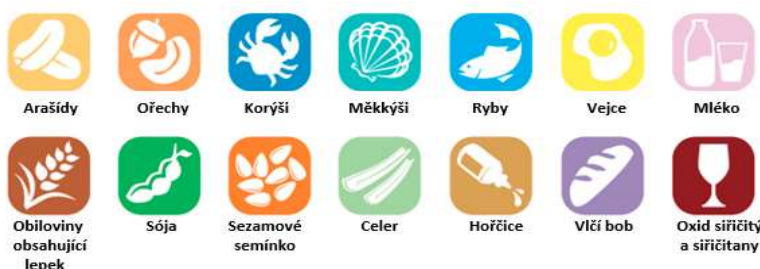 Arašídy
Ořechy
Korýši
Měkkýši
Ryby
Vejce
Mléko
Obiloviny
obsahující
lepek
Sója
Sezamové
semínko
Celer
Hořčice
Vlčí bob
Oxid siřičitý
a siřičitany